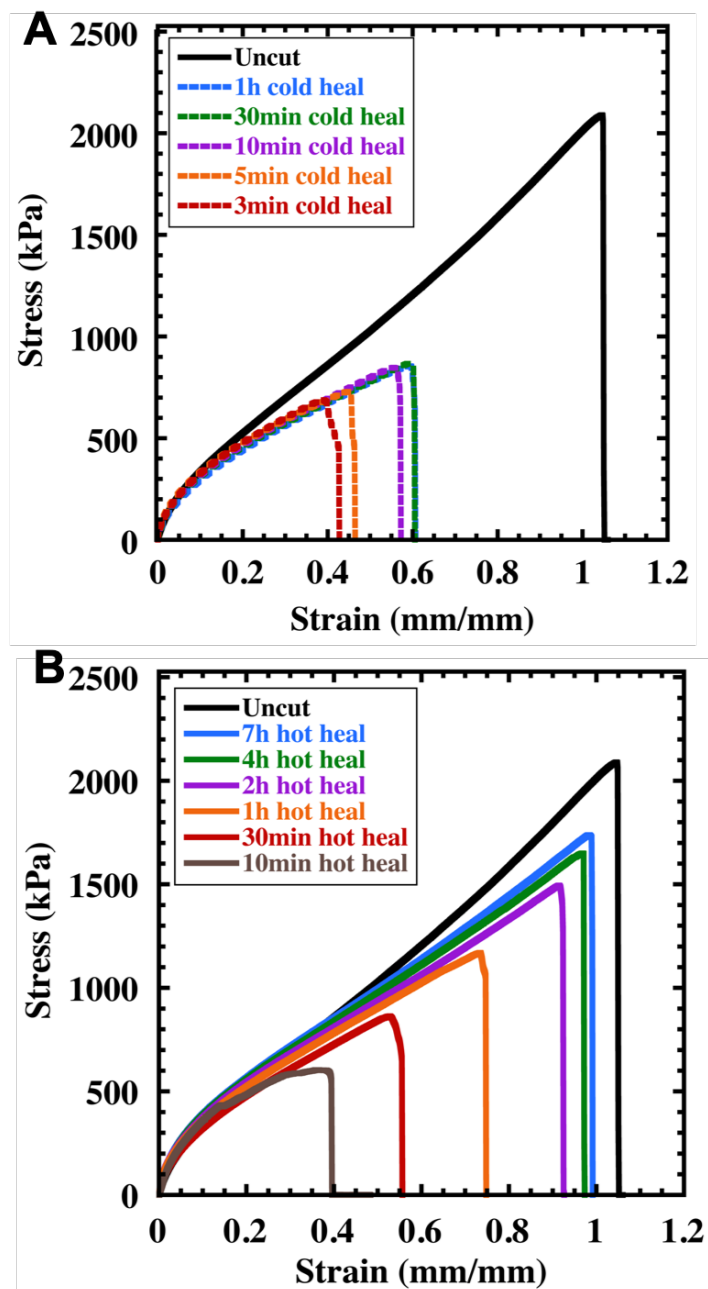 A
2500
2000
1500
1000
500
0
Stress (kPa)
Uncut
1h cold heal
30min cold heal
10min cold heal
5min cold heal
3min cold heal
0 0.2 0.4 0.6 0.8 1 1.2
Strain (mm/mm)
B
2500
2000
1500
1000
500
0
Stress (kPa)
Uncut
7h hot heal
4h hot heal
2h hot heal
1h hot heal
30min hot heal
10min hot heal
0 0.2 0.4 0.6 0.8 1 1.2
Strain (mm/mm)